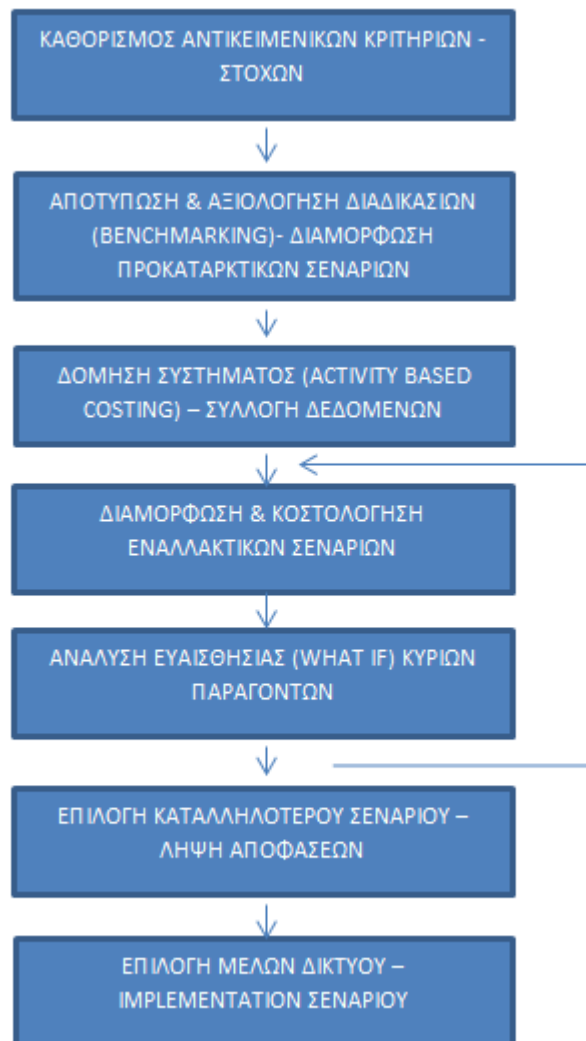 ΚΑΘΟΡΙΣΜΟΣ ΑΝΤΙΚΕΙΜΕΝΙΚΩΝ ΚΡΙΤΗΡΙΩΝ -
ΣΤΟΧΩΝ
ΑΠΟΤΥΠΩΣΗ & ΑΞΙΟΛΟΓΗΣΗ ΔΙΑΔΙΚΑΣΙΩΝ
(BENCHMARKING)- ΔΙΑΜΟΡΦΩΣΗ
ΠΡΟΚΑΤΑΡΚΤΙΚΩΝ ΣΕΝΑΡΙΩΝ
ΔΟΜΗΣΗ ΣΥΣΤΗΜΑΤΟΣ (ACTIVITY BASED
COSTING) – ΣΥΛΛΟΓΗ ΔΕΔΟΜΕΝΩΝ
ΔΙΑΜΟΡΦΩΣΗ & ΚΟΣΤΟΛΟΓΗΣΗ
ΕΝΑΛΛΑΚΤΙΚΩΝ ΣΕΝΑΡΙΩΝ
ΑΝΑΛΥΣΗ ΕΥΑΙΣΘΗΣΙΑΣ (WHAT IF) ΚΥΡΙΩΝ
ΠΑΡΑΓΟΝΤΩΝ
ΕΠΙΛΟΓΗ ΚΑΤΑΛΛΗΛΟΤΕΡΟΥ ΣΕΝΑΡΙΟΥ –
ΛΗΨΗ ΑΠΟΦΑΣΕΩΝ
ΕΠΙΛΟΓΗ ΜΕΛΩΝ ΔΙΚΤΥΟΥ –
IMPLEMENTATION ΣΕΝΑΡΙΟΥ